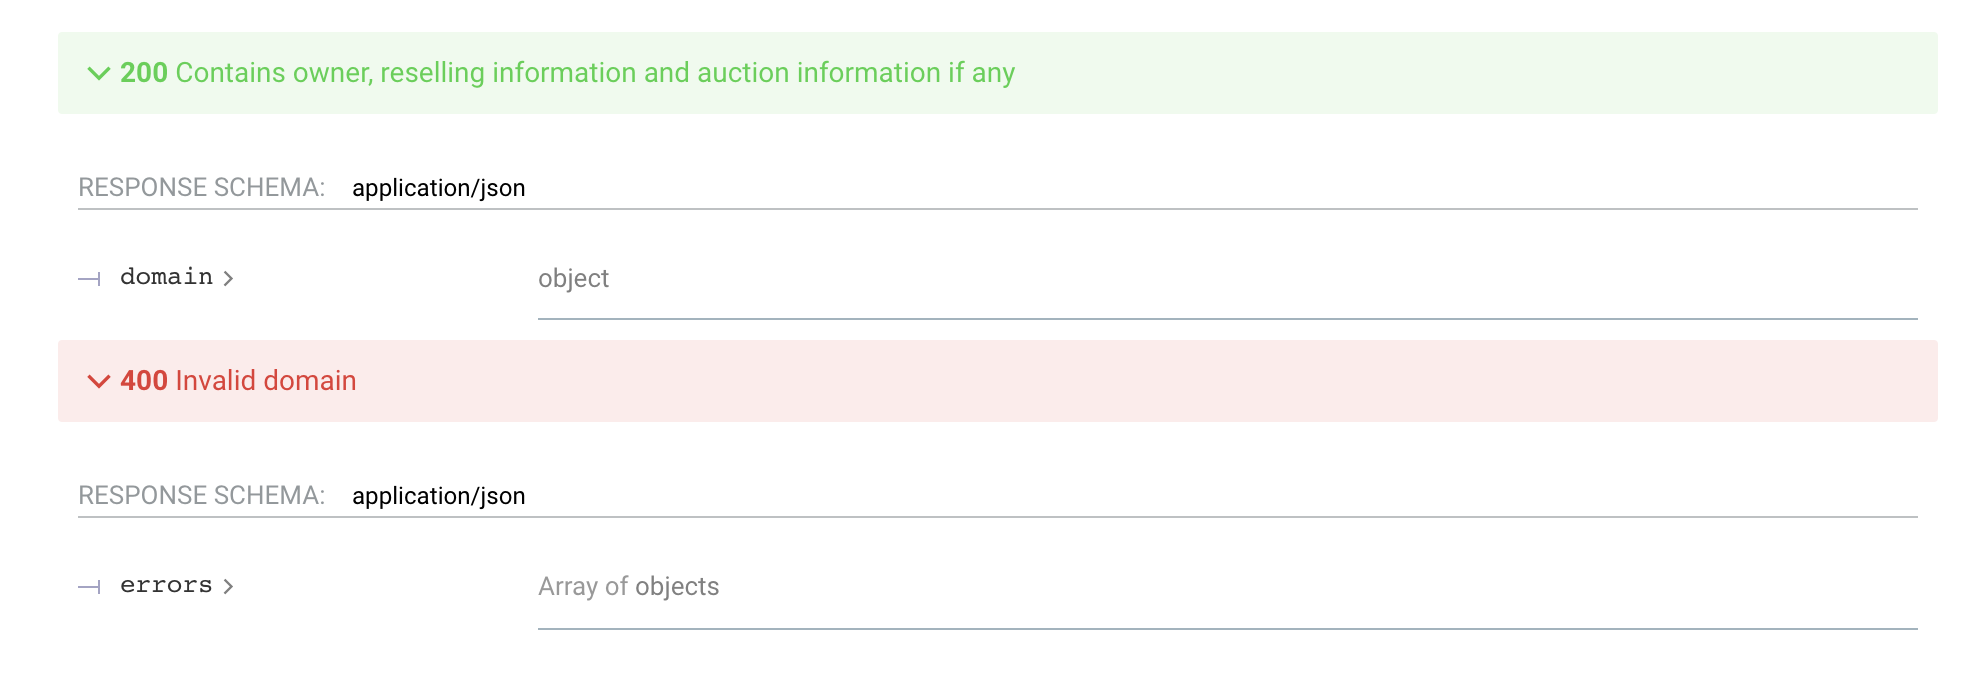 200 Contains owner, reselling information and auction information if any
RESPONSE SCHEMA: application/json
domain > object
400 Invalid domain
RESPONSE SCHEMA: application/json
errors > Array of objects